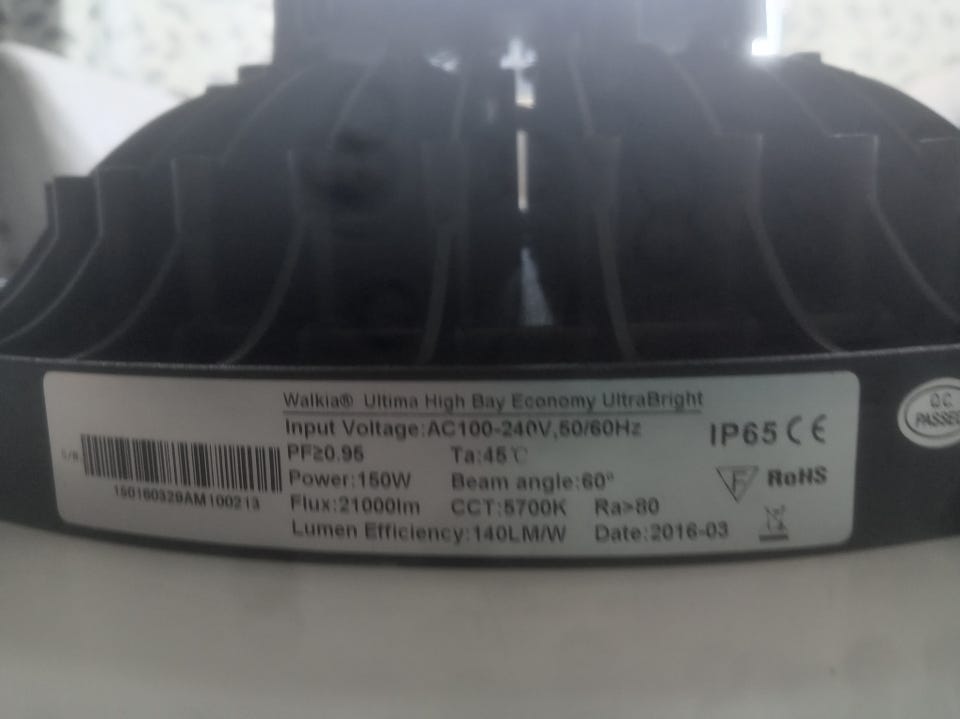 Walkia® Ultima High Bay Economy UltraBright
Input Voltage:AC100-240V,50/60Hz
PF≥0.95 Ta:45℃
Power:150W Beam angle:60°
Flux:21000lm CCT:5700K Ra>80
Lumen Efficiency:140LM/W Date:2016-03
S/N:
150160329AM100213
IP65 CE
F RoHS
Q.C.
PASSED